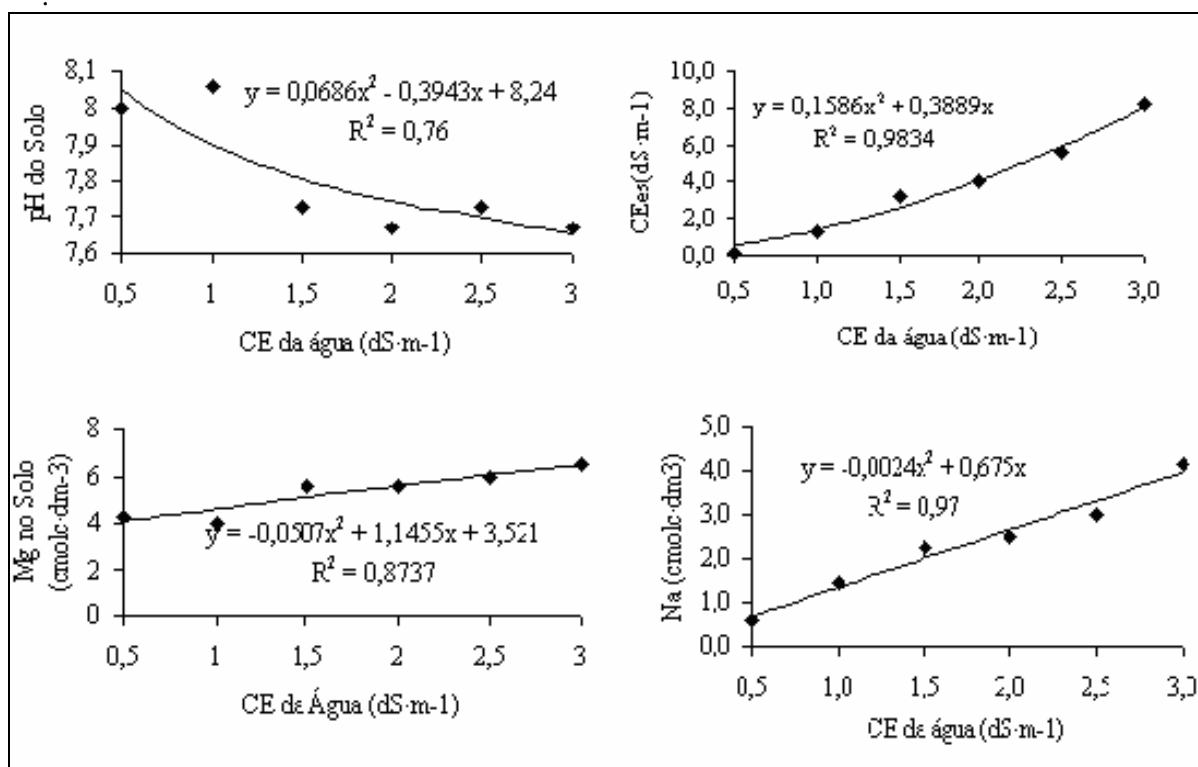 8,1
8
7,9
7,8
7,7
7,6
pH do Solo
y = 0,0686x² - 0,3943x + 8,24
R² = 0,76
0,5 1 1,5 2 2,5 3
CE da água (dS·m-1)
10,0
8,0
6,0
4,0
2,0
0,0
CEes(dS·m-1)
y = 0,1586x² + 0,3889x
R² = 0,9834
0,5 1,0 1,5 2,0 2,5 3,0
CE da água (dS·m-1)
8
6
4
2
0
Mg no Solo
(cmolc·dm-3)
y = -0,0507x² + 1,1455x + 3,521
R² = 0,8737
0,5 1 1,5 2 2,5 3
CE da Água (dS·m-1)
5,0
4,0
3,0
2,0
1,0
0,0
Na (cmolc·dm3)
y = -0,0024x² + 0,675x
R² = 0,97
0,5 1,0 1,5 2,0 2,5 3,0
CE da água (dS·m-1)